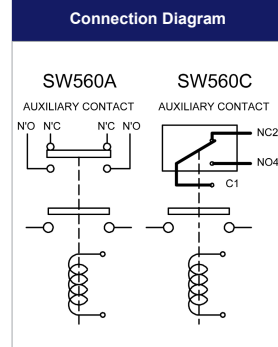 Connection Diagram
SW560A SW560C
AUXILIARY CONTACT AUXILIARY CONTACT
N'O N'C N'C N'O
NC2
NO4
C1